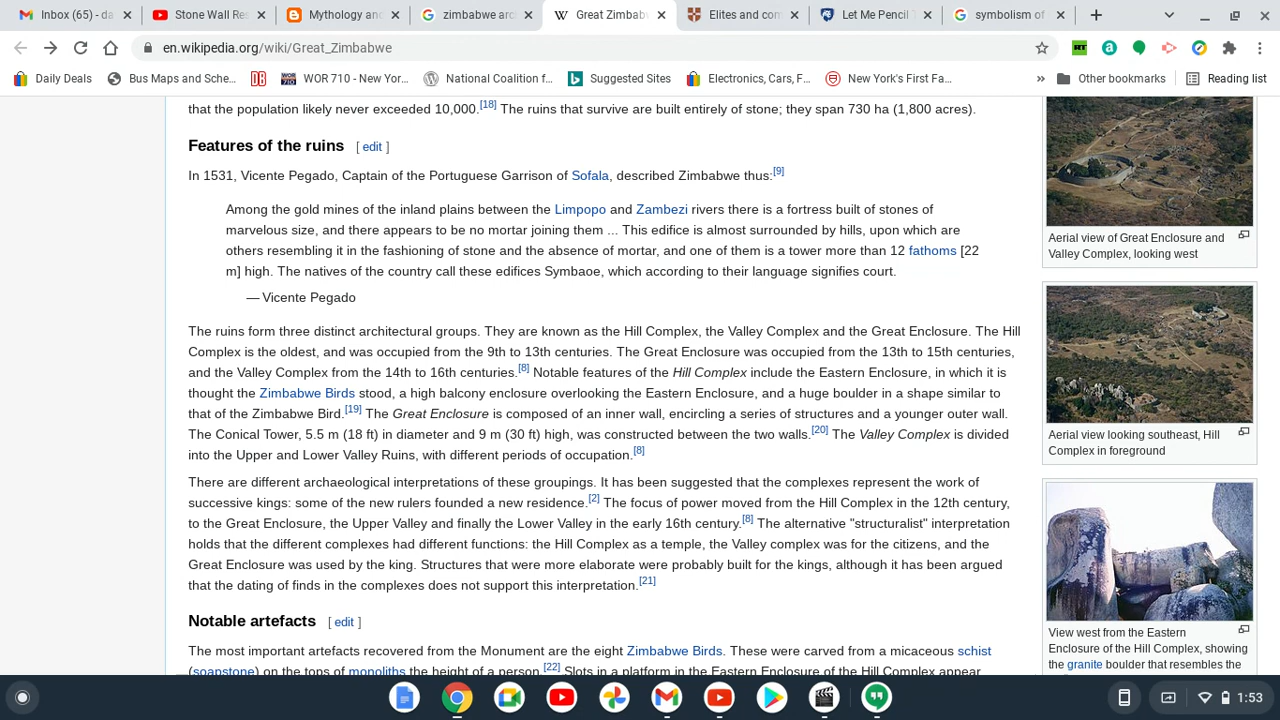 Inbox (65) - da
Stone Wall Res
Mythology and
zimbabwe arc
Great Zimbabw
Elites and com
Let Me Pencil
symbolism of
en.wikipedia.org/wiki/Great_Zimbabwe
Daily Deals
Bus Maps and Sche...
WOR 710 - New Yor...
National Coalition f...
Suggested Sites
Electronics, Cars, F...
New York's First Fa...
»
Other bookmarks
Reading list
that the population likely never exceeded 10,000.[18] The ruins that survive are built entirely of stone; they span 730 ha (1,800 acres).
Features of the ruins [ edit ]
In 1531, Vicente Pegado, Captain of the Portuguese Garrison of Sofala, described Zimbabwe thus:[9]
Among the gold mines of the inland plains between the Limpopo and Zambezi rivers there is a fortress built of stones of
marvelous size, and there appears to be no mortar joining them ... This edifice is almost surrounded by hills, upon which are
others resembling it in the fashioning of stone and the absence of mortar, and one of them is a tower more than 12 fathoms [22
m] high. The natives of the country call these edifices Symbaoe, which according to their language signifies court.
— Vicente Pegado
The ruins form three distinct architectural groups. They are known as the Hill Complex, the Valley Complex and the Great Enclosure. The Hill
Complex is the oldest, and was occupied from the 9th to 13th centuries. The Great Enclosure was occupied from the 13th to 15th centuries,
and the Valley Complex from the 14th to 16th centuries.[8] Notable features of the Hill Complex include the Eastern Enclosure, in which it is
thought the Zimbabwe Birds stood, a high balcony enclosure overlooking the Eastern Enclosure, and a huge boulder in a shape similar to
that of the Zimbabwe Bird.[19] The Great Enclosure is composed of an inner wall, encircling a series of structures and a younger outer wall.
The Conical Tower, 5.5 m (18 ft) in diameter and 9 m (30 ft) high, was constructed between the two walls.[20] The Valley Complex is divided
into the Upper and Lower Valley Ruins, with different periods of occupation.[8]
There are different archaeological interpretations of these groupings. It has been suggested that the complexes represent the work of
successive kings: some of the new rulers founded a new residence.[2] The focus of power moved from the Hill Complex in the 12th century,
to the Great Enclosure, the Upper Valley and finally the Lower Valley in the early 16th century.[8] The alternative "structuralist" interpretation
holds that the different complexes had different functions: the Hill Complex as a temple, the Valley complex was for the citizens, and the
Great Enclosure was used by the king. Structures that were more elaborate were probably built for the kings, although it has been argued
that the dating of finds in the complexes does not support this interpretation.[21]
Notable artefacts [ edit ]
The most important artefacts recovered from the Monument are the eight Zimbabwe Birds. These were carved from a micaceous schist
(soapstone) on the tops of monoliths the height of a person.[22] Slots in a platform in the Eastern Enclosure of the Hill Complex appear
Aerial view of Great Enclosure and
Valley Complex, looking west
Aerial view looking southeast, Hill
Complex in foreground
View west from the Eastern
Enclosure of the Hill Complex, showing
the granite boulder that resembles the
1:53